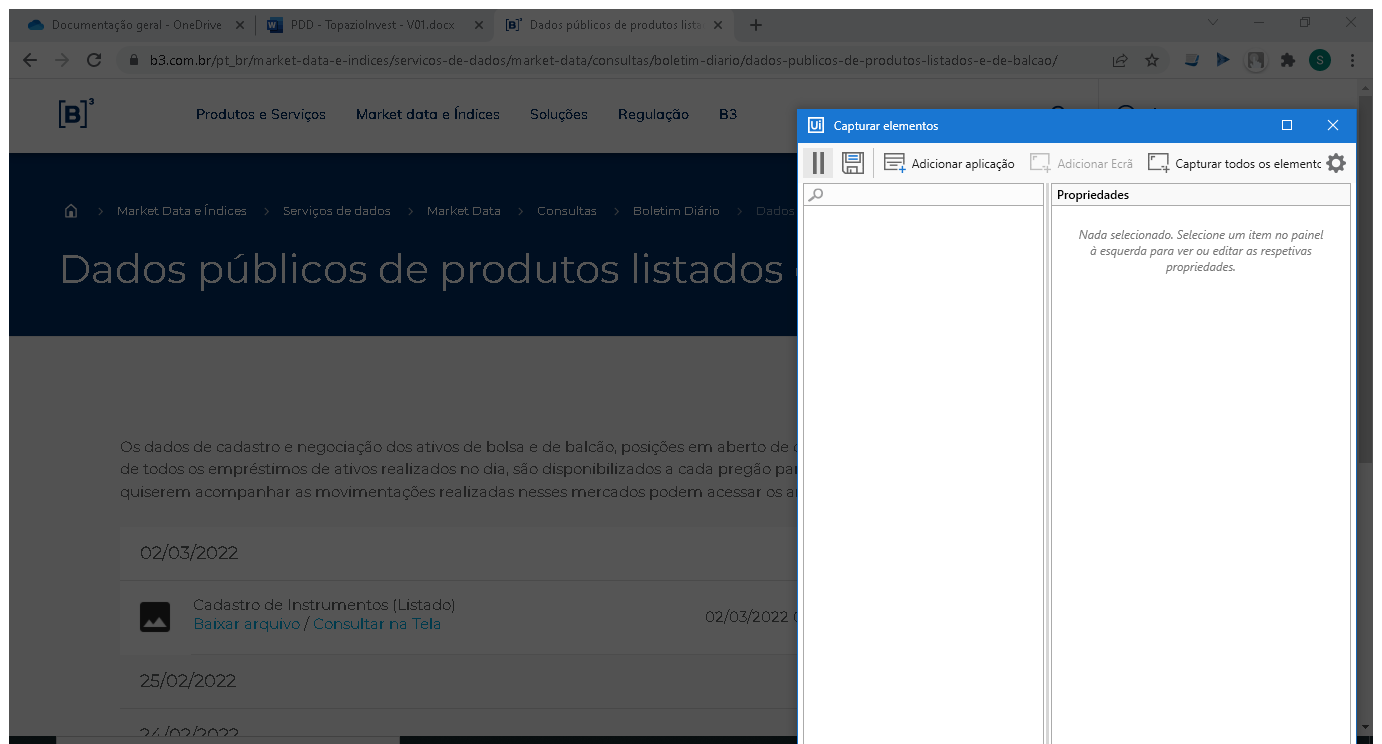 Documentação geral - OneDrive
PDD - TopazioInvest - V01.docx
Dados públicos de produtos lista
b3.com.br/pt_br/market-data-e-indices/servicos-de-dados/market-data/consultas/boletim-diario/dados-publicos-de-produtos-listados-e-de-balcao/
S
[B]³
Produtos e Serviços
Market data e Índices
Soluções
Regulação
B3
Ui Capturar elementos
Adicionar aplicação
Adicionar Ecrã
Capturar todos os elemento
Propriedades
Nada selecionado. Selecione um item no painel
à esquerda para ver ou editar as respetivas
propriedades.
Market Data e Índices > Serviços de dados > Market Data > Consultas > Boletim Diário > Dados
Dados públicos de produtos listados
Os dados de cadastro e negociação dos ativos de bolsa e de balcão, posições em aberto de
de todos os empréstimos de ativos realizados no dia, são disponibilizados a cada pregão
quiserem acompanhar as movimentações realizadas nesses mercados podem acessar os
02/03/2022
Cadastro de Instrumentos (Listado)
Baixar arquivo / Consultar na Tela
02/03/2022
25/02/2022
24/02/2022